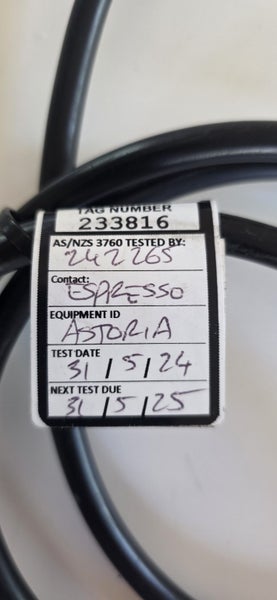 TAG NUMBER
233816
AS/NZS 3760 TESTED BY:
242265
Contact:
ESPRESSO
EQUIPMENT ID
ASTORIA
TEST DATE
31 / 5 / 24
NEXT TEST DUE
31 / 5 / 25